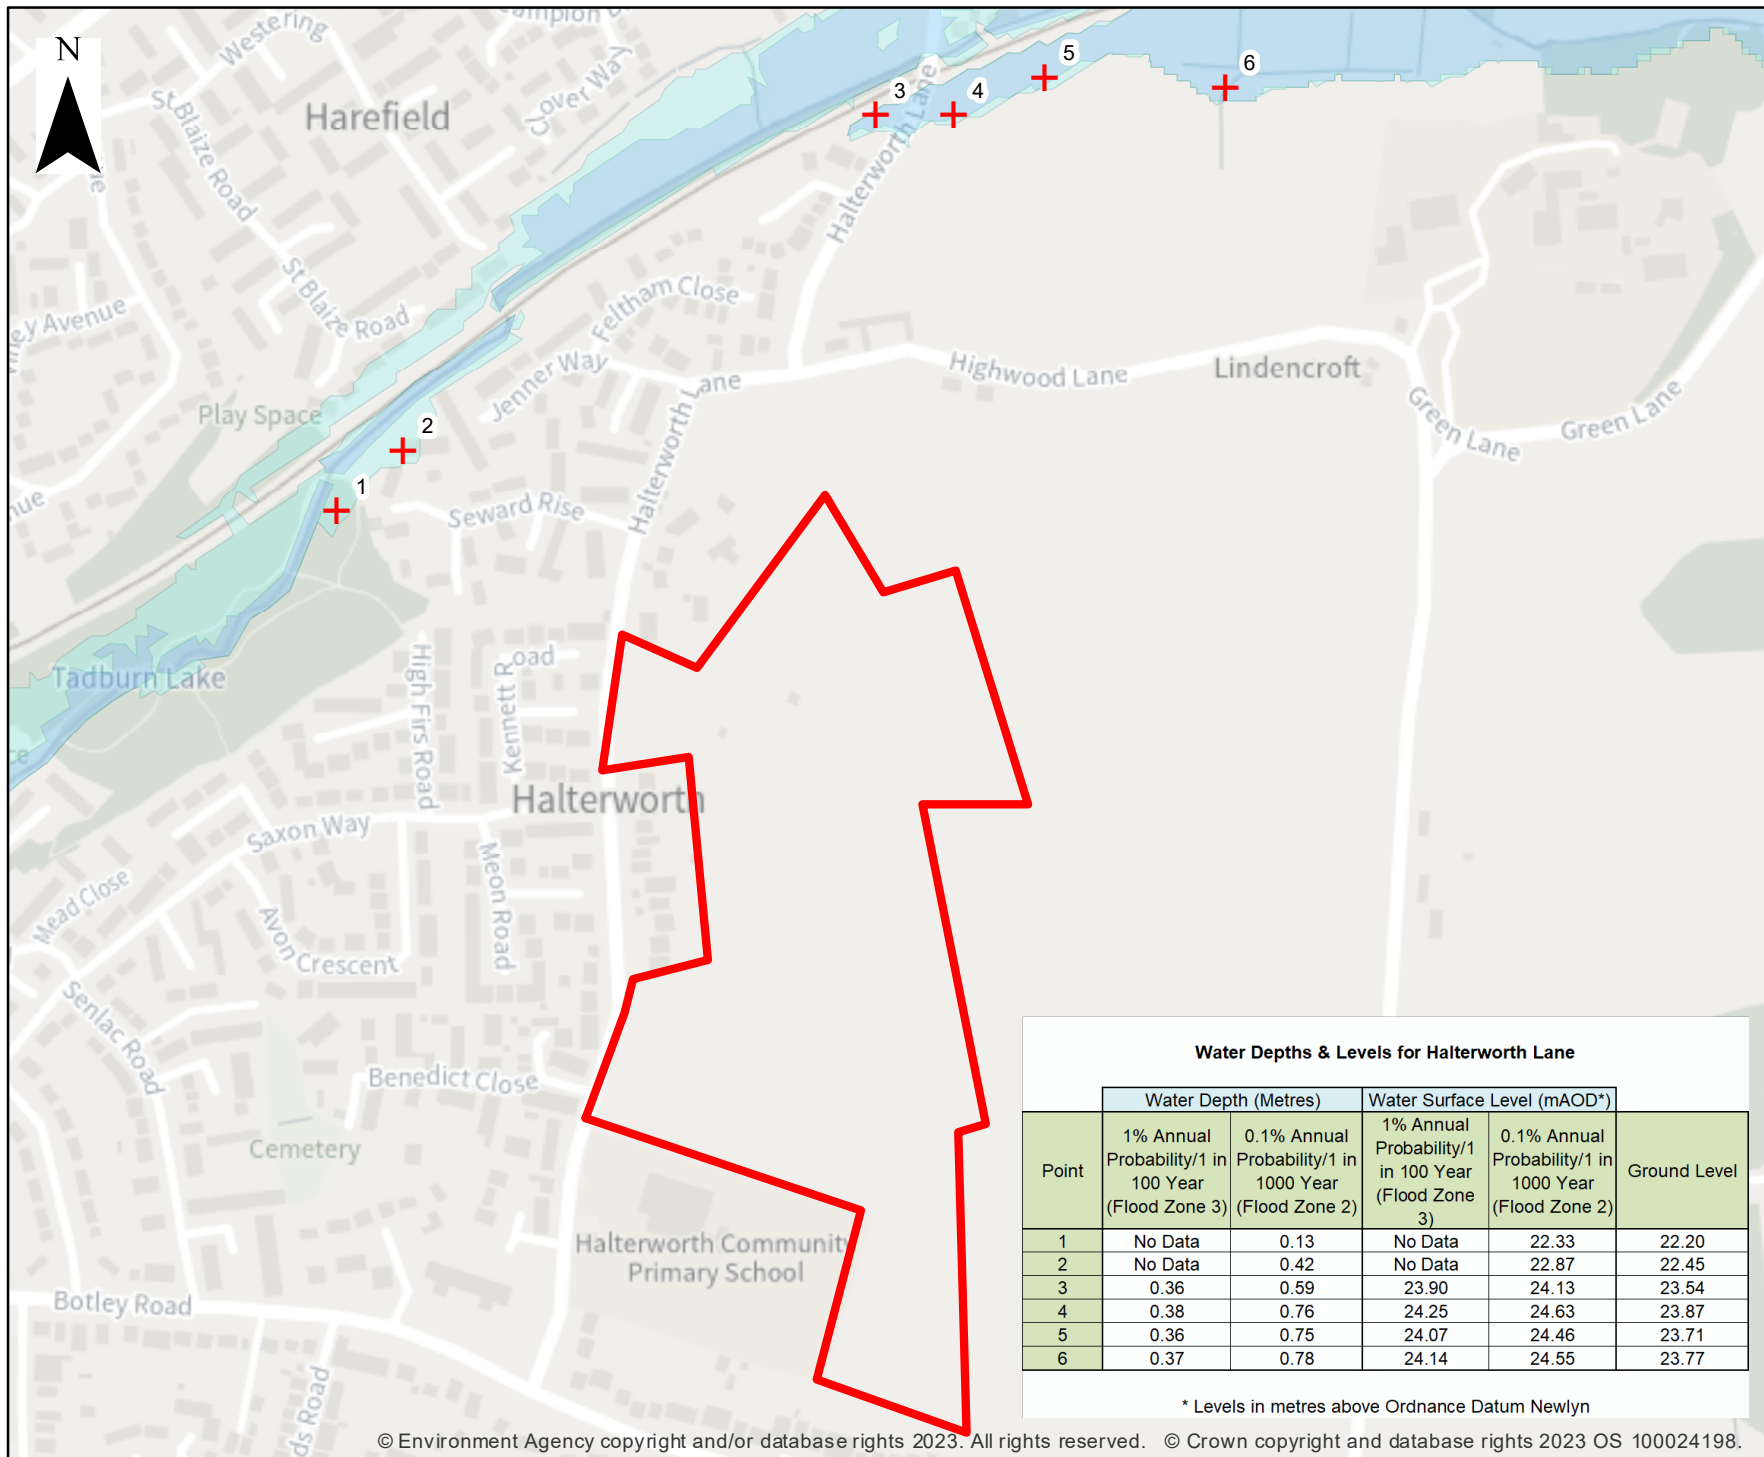 N
Westering
Campion
Clover Way
Harefield
St Blaize Road
St Blaize Road
Halterworth Lane
3
4
5
6
Feltham Close
Jenner Way
Highwood Lane
Lindencroft
Green Lane
Green Lane
Play Space
2
1
Seward Rise
Halterworth Lane
Tadburn Lake
High Firs Road
Kennett Road
Halterworth
Saxon Way
Mead Close
Avon Crescent
Meon Road
Senlac Road
Benedict Close
Cemetery
Halterworth Community
Primary School
Botley Road
Water Depths & Levels for Halterworth Lane
Water Depth (Metres) Water Surface Level (mAOD*)
Point 1% Annual Probability/1 in 100 Year (Flood Zone 3) 0.1% Annual Probability/1 in 1000 Year (Flood Zone 2) 1% Annual Probability/1 in 100 Year (Flood Zone 3) 0.1% Annual Probability/1 in 1000 Year (Flood Zone 2) Ground Level
1 No Data 0.13 No Data 22.33 22.20
2 No Data 0.42 No Data 22.87 22.45
3 0.36 0.59 23.90 24.13 23.54
4 0.38 0.76 24.25 24.63 23.87
5 0.36 0.75 24.07 24.46 23.71
6 0.37 0.78 24.14 24.55 23.77
* Levels in metres above Ordnance Datum Newlyn
© Environment Agency copyright and/or database rights 2023. All rights reserved. © Crown copyright and database rights 2023 OS 100024198.